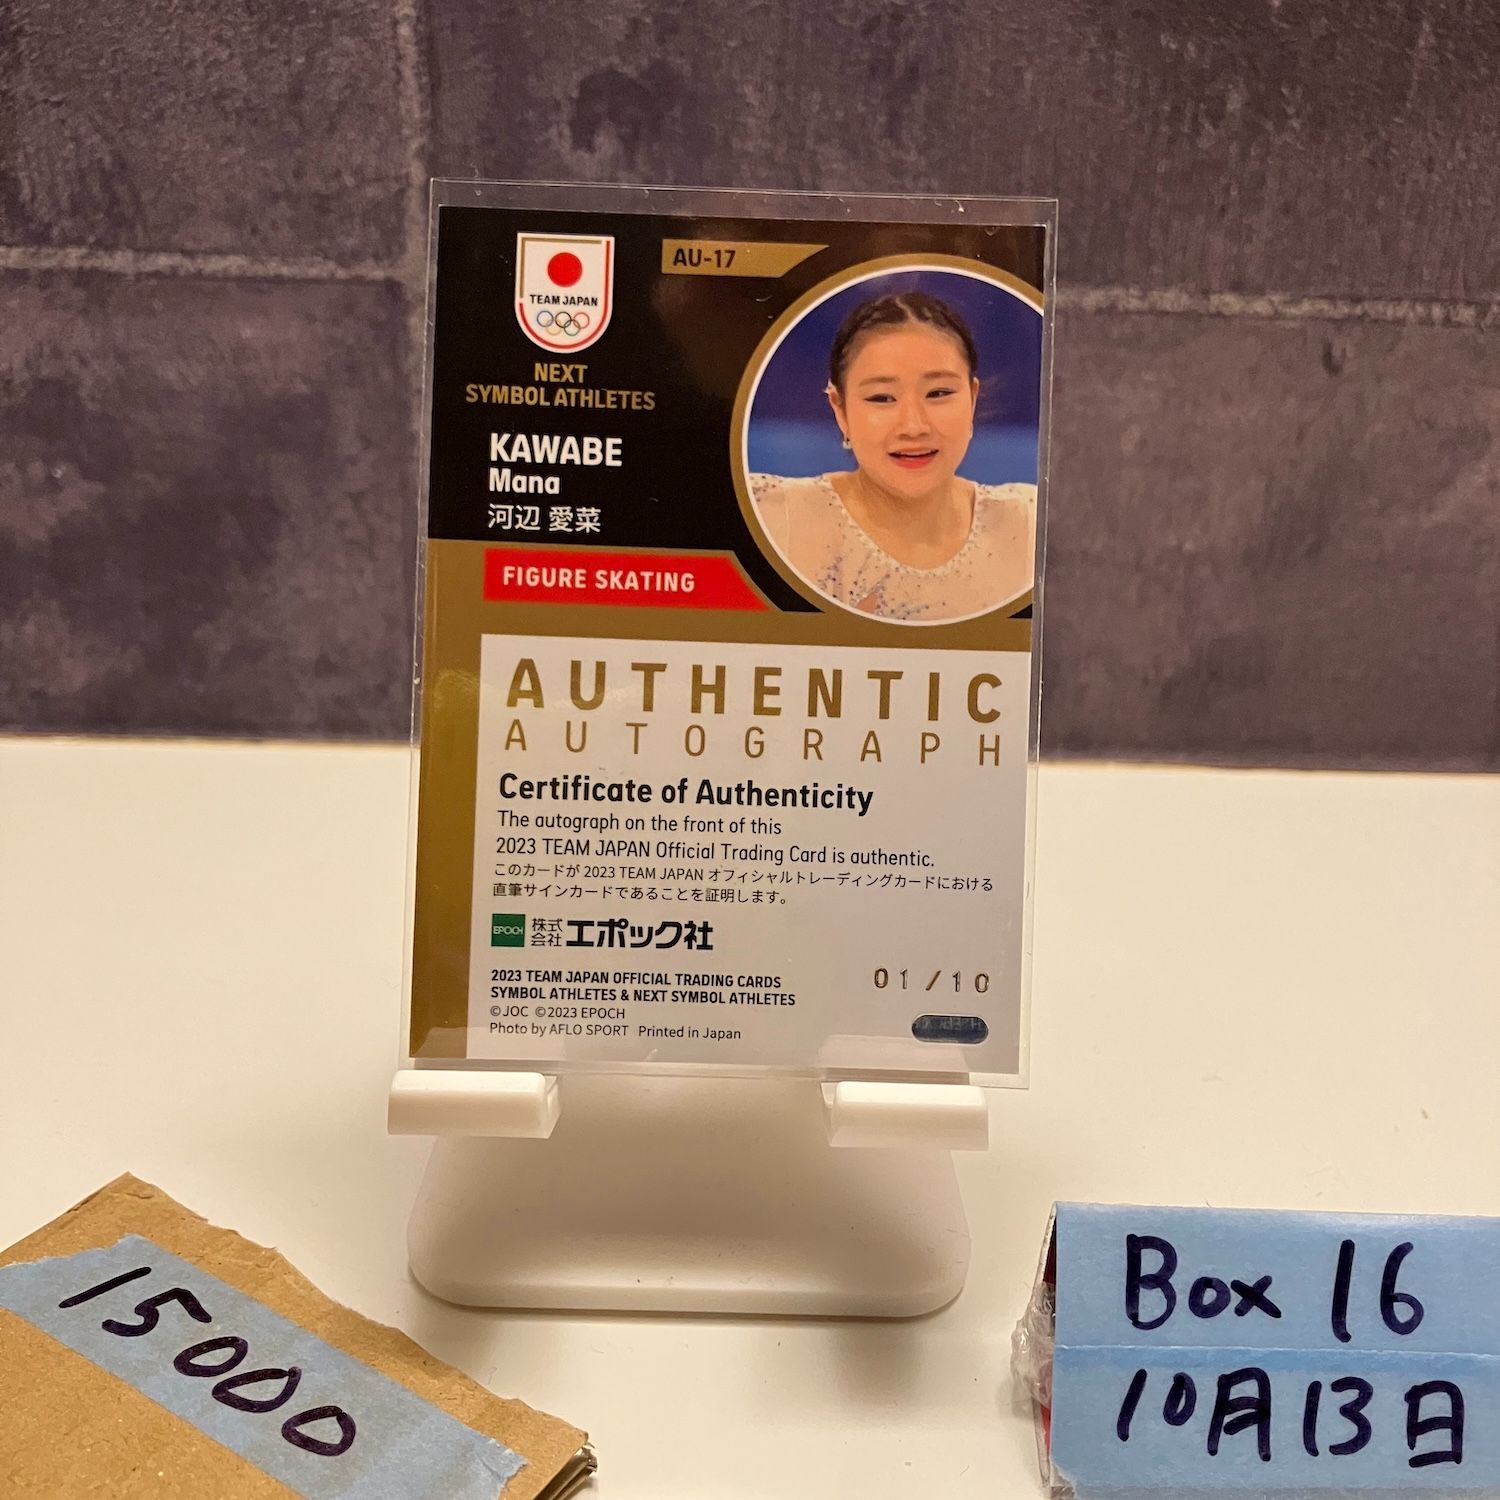 AU-17
TEAM JAPAN
NEXT
SYMBOL ATHLETES
KAWABE
Mana
河辺 愛菜
FIGURE SKATING
AUTHENTIC
AUTOGRAPH
Certificate of Authenticity
The autograph on the front of this
2023 TEAM JAPAN Official Trading Card is authentic.
このカードが 2023 TEAM JAPAN オフィシャルトレーディングカードにおける
直筆サインカードであることを証明します。
EPOCH 株式会社エポック社
2023 TEAM JAPAN OFFICIAL TRADING CARDS
SYMBOL ATHLETES & NEXT SYMBOL ATHLETES
©JOC ©2023 EPOCH
Photo by AFLO SPORT Printed in Japan
01/10
15000
Box 16
10月13日